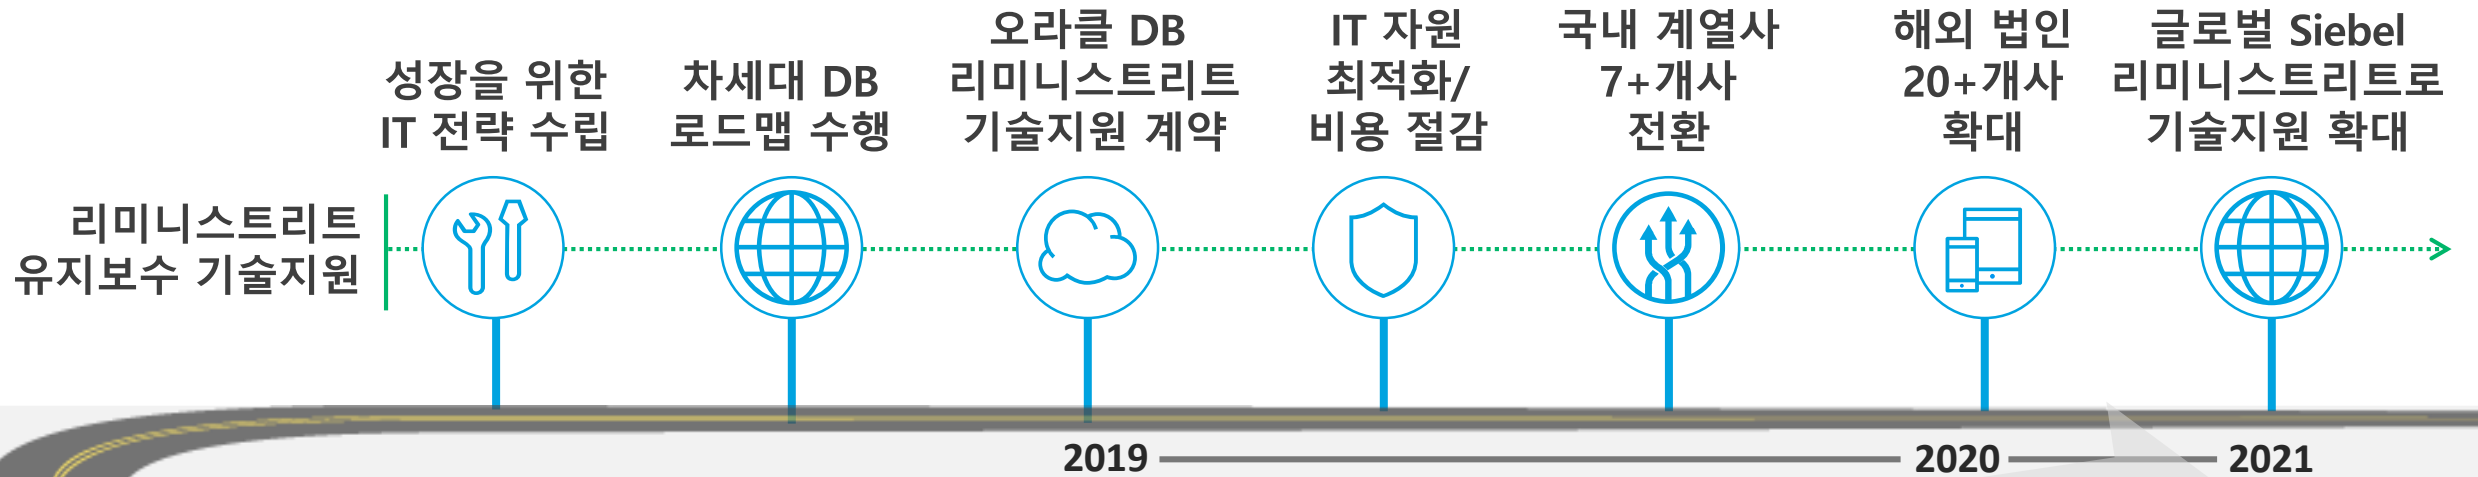 성장을 위한
IT 전략 수립
차세대 DB
로드맵 수행
오라클 DB
리미니스트리트
기술지원 계약
IT 자원
최적화/
비용 절감
국내 계열사
7+개사
전환
해외 법인
20+개사
확대
글로벌 Siebel
리미니스트리트로
기술지원 확대
리미니스트리트
유지보수 기술지원
2019
2020
2021